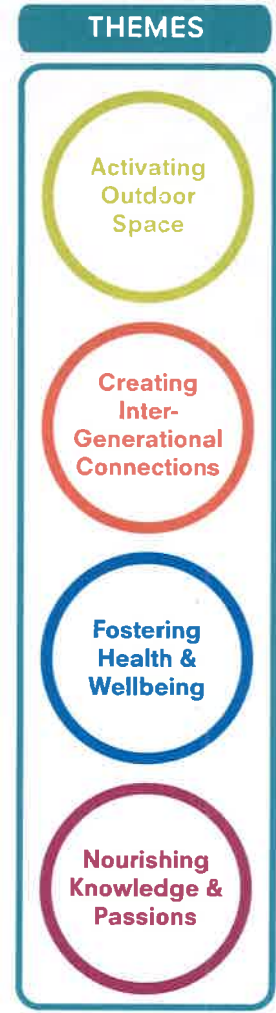 THEMES
Activating
Outdoor
Space
Creating
Inter-
Generational
Connections
Fostering
Health &
Wellbeing
Nourishing
Knowledge &
Passions